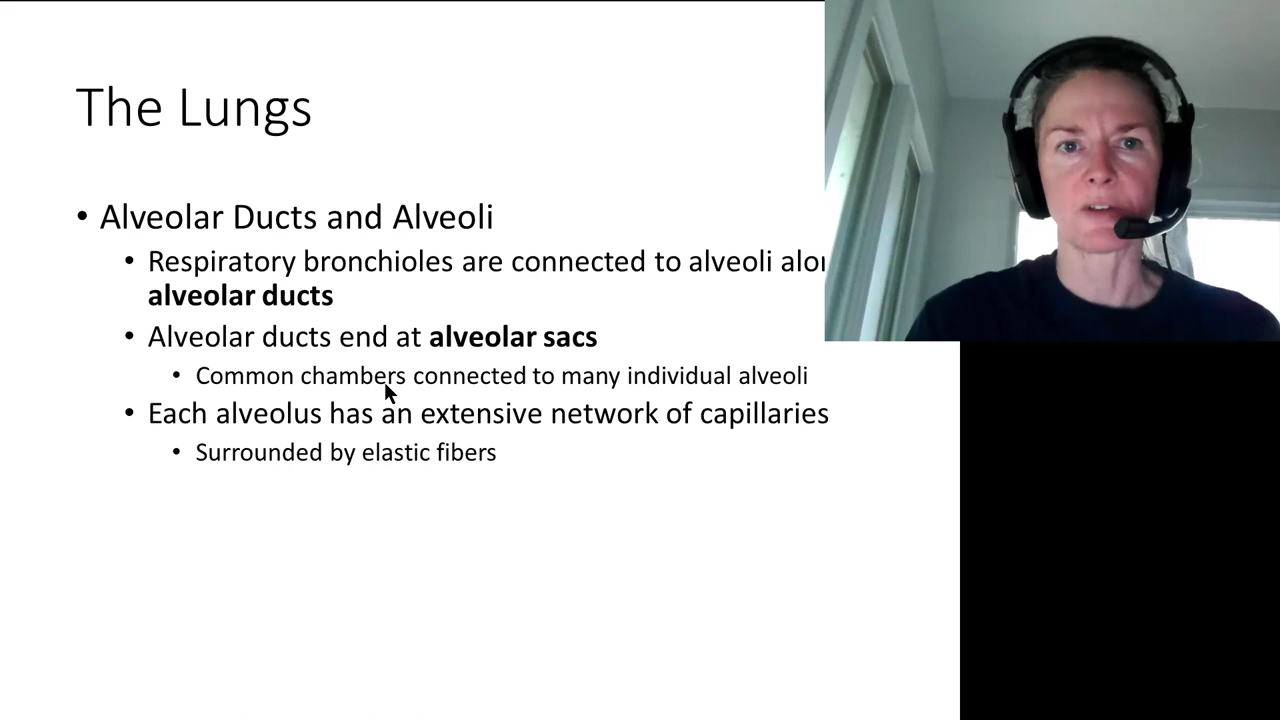 The Lungs
• Alveolar Ducts and Alveoli
• Respiratory bronchioles are connected to alveoli
alveolar ducts
• Alveolar ducts end at alveolar sacs
• Common chambers connected to many individual alveoli
• Each alveolus has an extensive network of capillaries
• Surrounded by elastic fibers